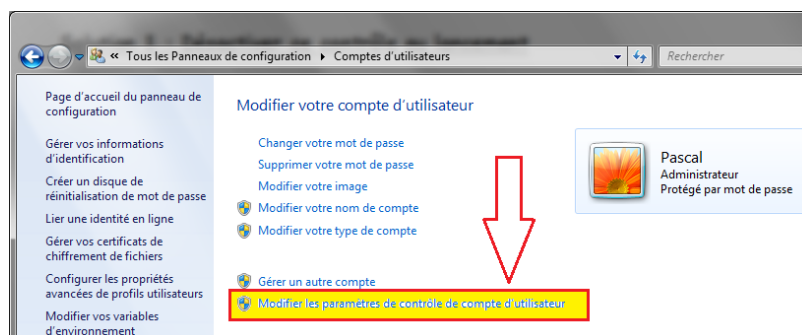 Tous les Panneaux de configuration ▸ Comptes d'utilisateurs
Rechercher
Page d'accueil du panneau de
configuration
Gérer vos informations
d'identification
Créer un disque de
réinitialisation de mot de passe
Lier une identité en ligne
Gérer vos certificats de
chiffrement de fichiers
Configurer les propriétés
avancées de profils utilisateurs
Modifier vos variables
d'environnement
Modifier votre compte d'utilisateur
Changer votre mot de passe
Supprimer votre mot de passe
Modifier votre image
Modifier votre nom de compte
Modifier votre type de compte
Gérer un autre compte
Modifier les paramètres de contrôle de compte d'utilisateur
Pascal
Administrateur
Protégé par mot de passe